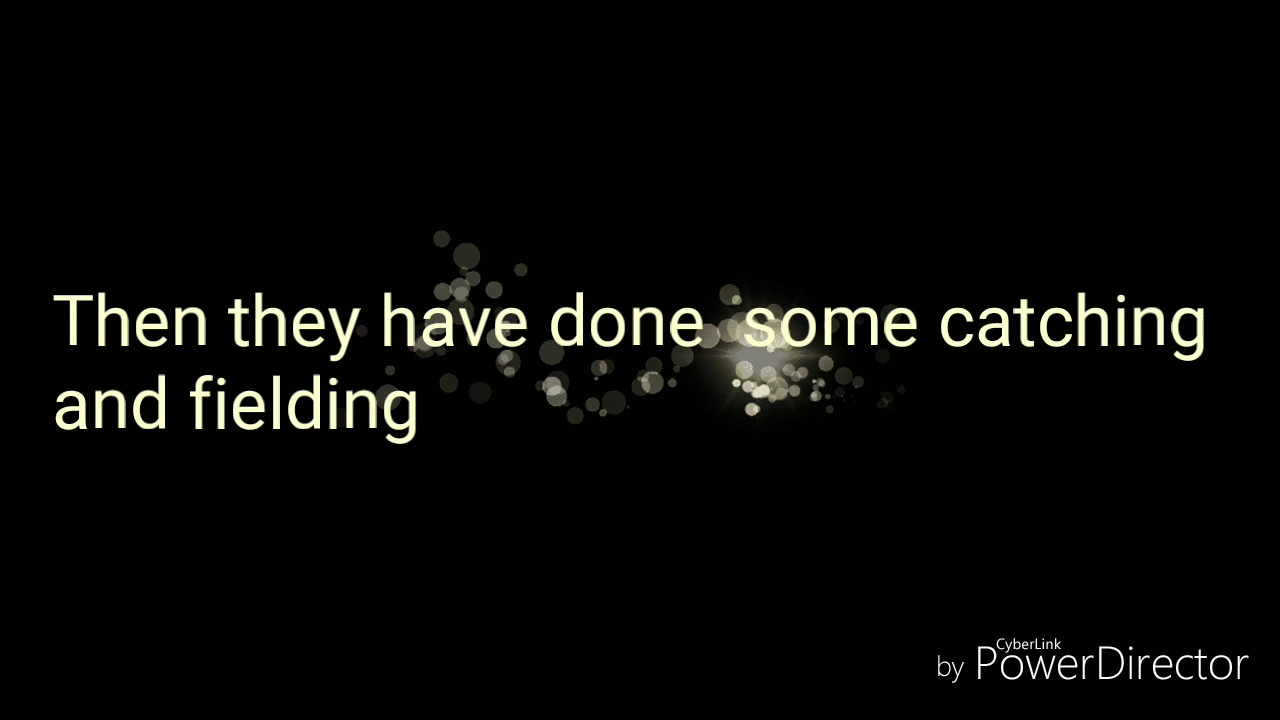 Then they have done  some catching
and fielding
CyberLink
by PowerDirector